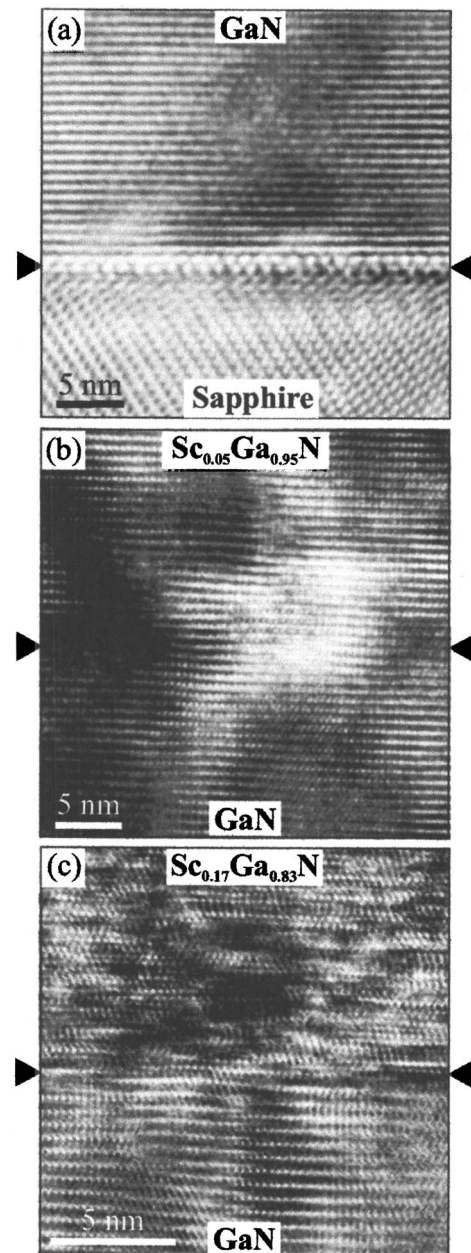 (a) GaN
5 nm
Sapphire
(b) Sc₀.₀₅Ga₀.₉₅N
5 nm
GaN
(c) Sc₀.₁₇Ga₀.₈₃N
5 nm
GaN